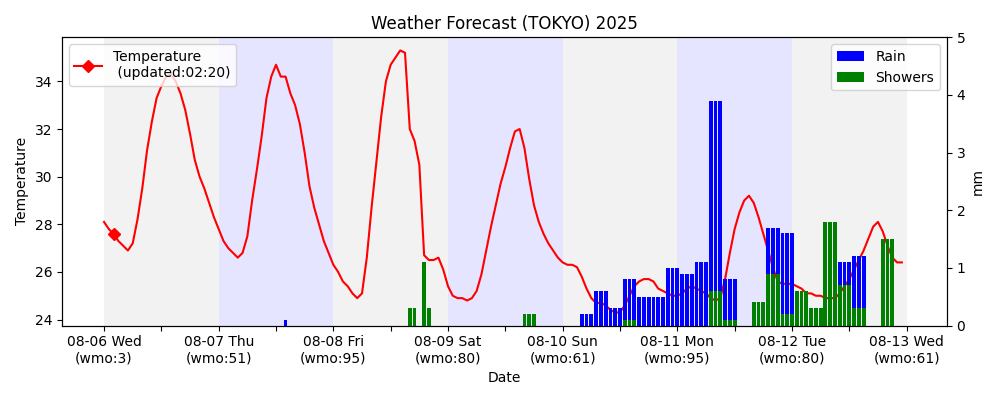 Weather Forecast (TOKYO) 2025
Temperature
(updated:02:20)
Rain
Showers
Temperature
34
32
30
28
26
24
5
4
3
2
1
0
mm
08-06 Wed
(wmo:3)
08-07 Thu
(wmo:51)
08-08 Fri
(wmo:95)
08-09 Sat
(wmo:80)
08-10 Sun
(wmo:61)
08-11 Mon
(wmo:95)
08-12 Tue
(wmo:80)
08-13 Wed
(wmo:61)
Date